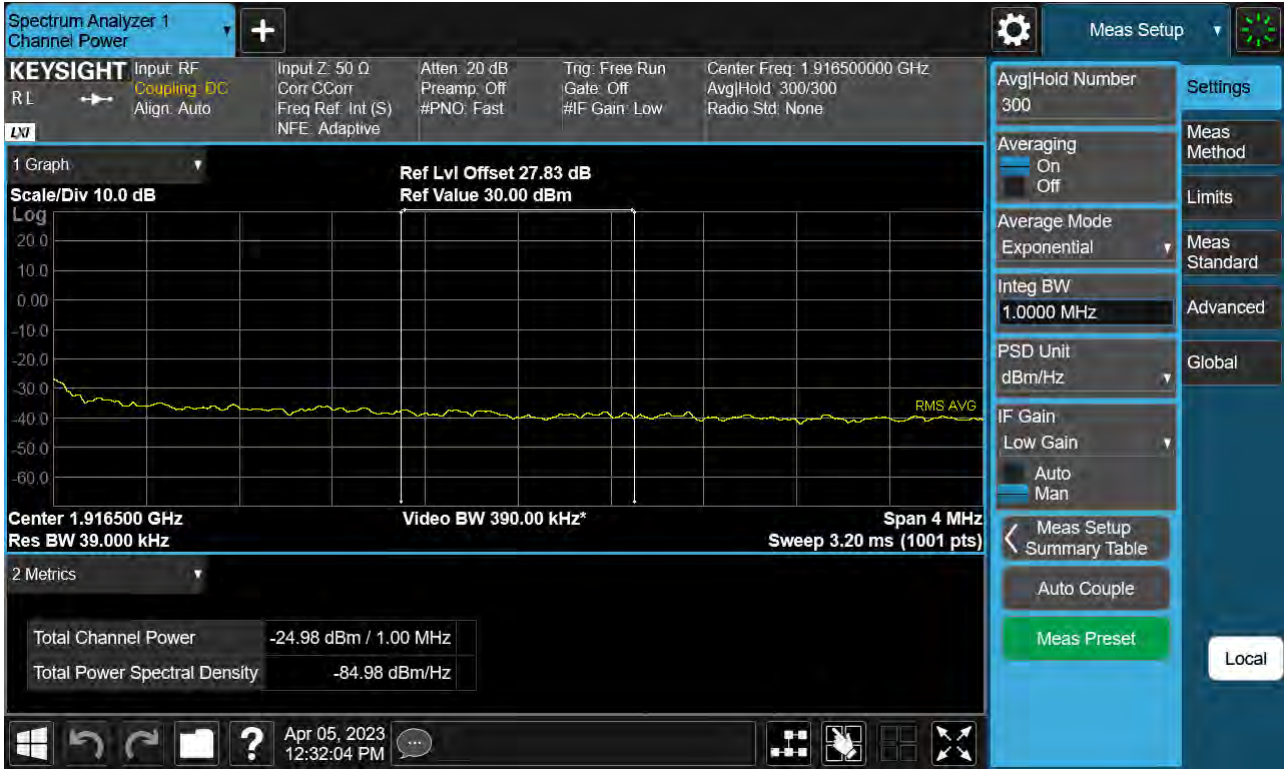 Spectrum Analyzer 1
Channel Power
+
Meas Setup
KEYSIGHT
R L
LXI
Input: RF
Coupling: DC
Align: Auto
Input Z: 50 Ω
Corr CCorr
Freq Ref: Int (S)
NFE: Adaptive
Atten: 20 dB
Preamp: Off
#PNO: Fast
Trig: Free Run
Gate: Off
#IF Gain: Low
Center Freq: 1.916500000 GHz
Avg|Hold: 300/300
Radio Std: None
1 Graph
Scale/Div 10.0 dB
Ref Lvl Offset 27.83 dB
Ref Value 30.00 dBm
Log
20.0
10.0
0.00
-10.0
-20.0
-30.0
-40.0
-50.0
-60.0
RMS AVG
Center 1.916500 GHz
Video BW 390.00 kHz*
Span 4 MHz
Res BW 39.000 kHz
Sweep 3.20 ms (1001 pts)
2 Metrics
Total Channel Power -24.98 dBm / 1.00 MHz
Total Power Spectral Density -84.98 dBm/Hz
?
Apr 05, 2023
12:32:04 PM
Avg|Hold Number
300
Averaging
On
Off
Average Mode
Exponential
Integ BW
1.0000 MHz
PSD Unit
dBm/Hz
IF Gain
Low Gain
Auto
Man
Meas Setup
Summary Table
Auto Couple
Meas Preset
Settings
Meas
Method
Limits
Meas
Standard
Advanced
Global
Local